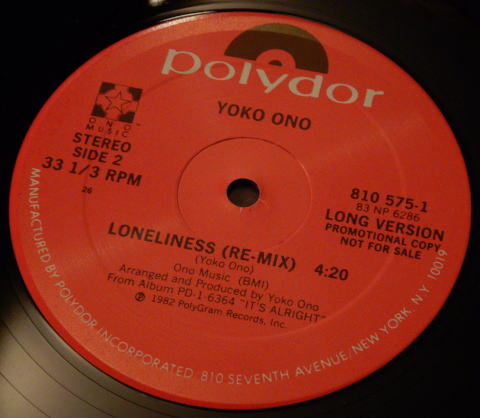 polydor
YOKO ONO
ONO
MUSIC
STEREO
SIDE 2
33 1/3 RPM
26
810 575-1
83 NP 6286
LONG VERSION
PROMOTIONAL COPY
NOT FOR SALE
LONELINESS (RE-MIX) 4:20
(Yoko Ono)
Ono Music (BMI)
Arranged and Produced by Yoko Ono
From Album PD-1-6364 "IT'S ALRIGHT"
℗ 1982 PolyGram Records, Inc.
MANUFACTURED BY POLYDOR INCORPORATED/810 SEVENTH AVENUE/NEW YORK, N.Y. 10019